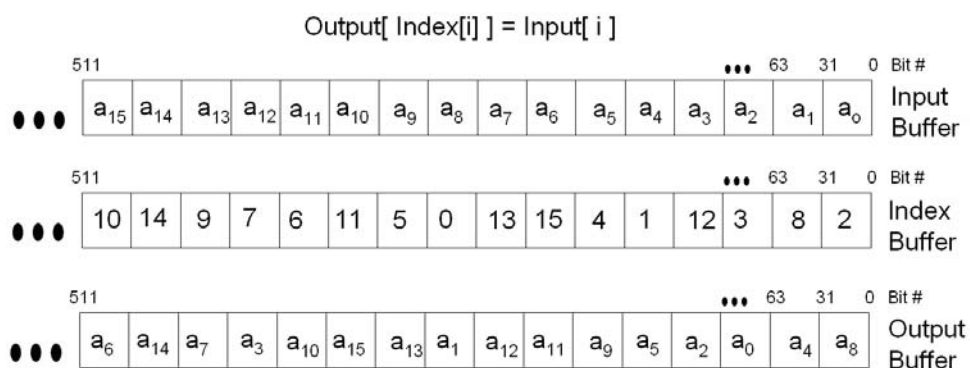 Output[ Index[i] ] = Input[ i ]
511 ••• 63 31 0 Bit #
••• a₁₅ a₁₄ a₁₃ a₁₂ a₁₁ a₁₀ a₉ a₈ a₇ a₆ a₅ a₄ a₃ a₂ a₁ a₀ Input Buffer
511 ••• 63 31 0 Bit #
••• 10 14 9 7 6 11 5 0 13 15 4 1 12 3 8 2 Index Buffer
511 ••• 63 31 0 Bit #
••• a₆ a₁₄ a₇ a₃ a₁₀ a₁₅ a₁₃ a₁ a₁₂ a₁₁ a₉ a₅ a₂ a₀ a₄ a₈ Output Buffer